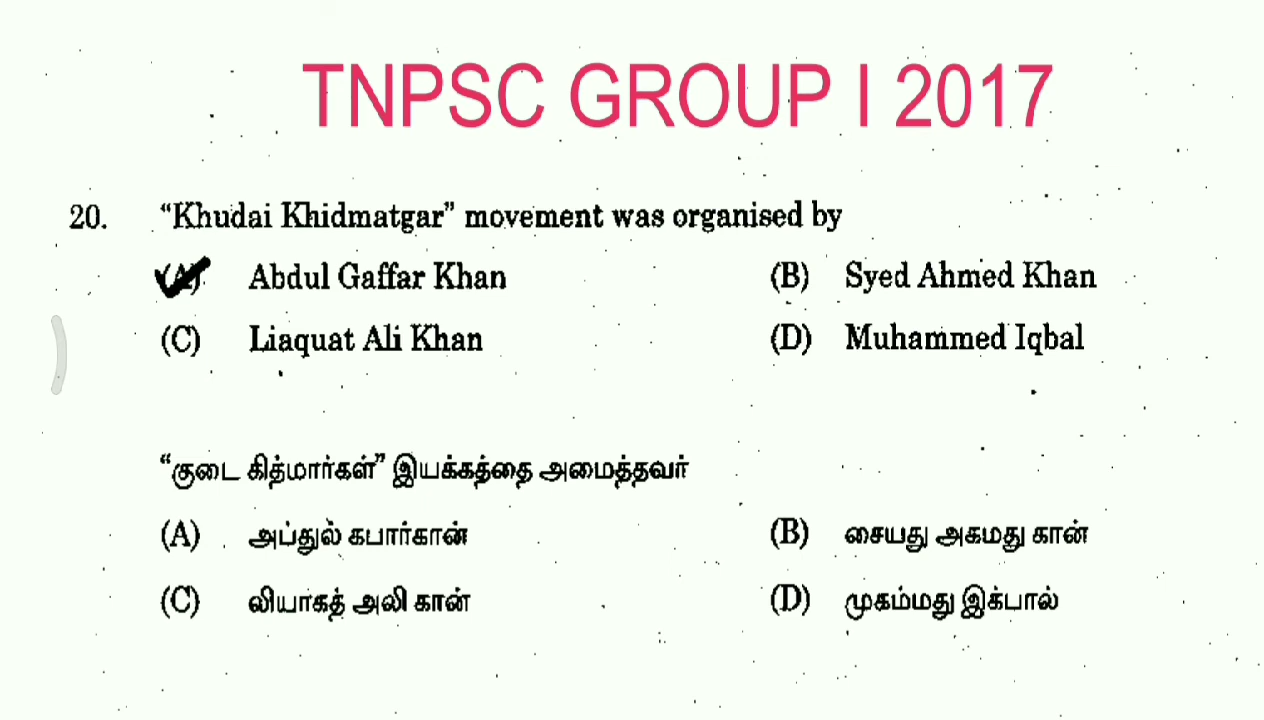 TNPSC GROUP I 2017
20. "Khudai Khidmatgar" movement was organised by
(A) Abdul Gaffar Khan (B) Syed Ahmed Khan
(C) Liaquat Ali Khan (D) Muhammed Iqbal
"குடை கித்மார்கள்" இயக்கத்தை அமைத்தவர்
(A) அப்துல் கபார்கான் (B) சையது அகமது கான்
(C) லியாகத் அலி கான் (D) முகம்மது இக்பால்